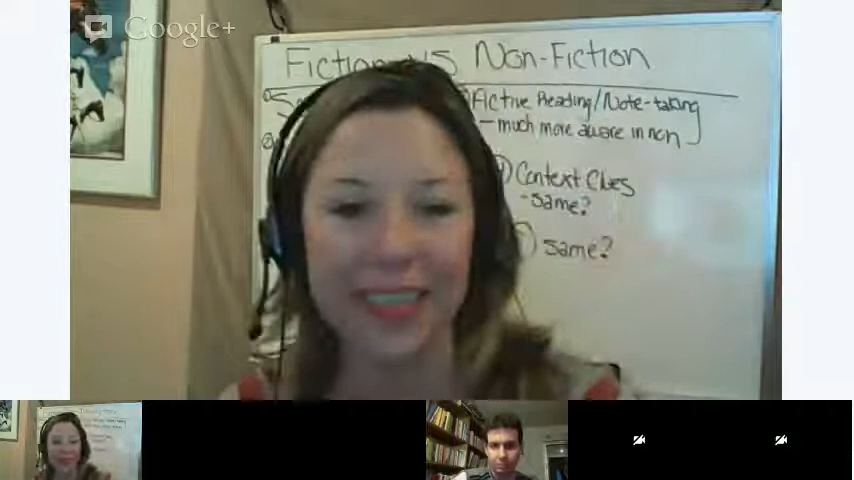 Google+
Fiction vs Non-Fiction
Active Reading/Note-taking
- much more aware in non
Context Clues
- same?
same?